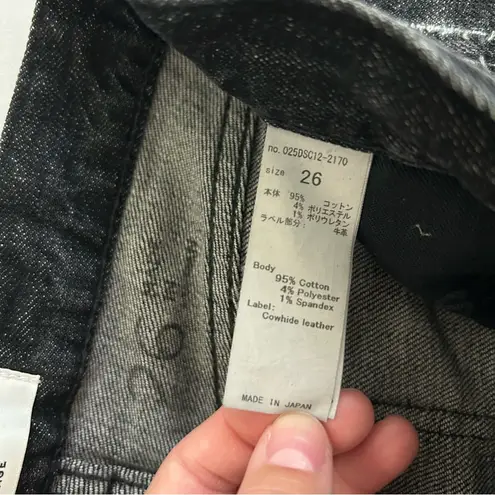 no. 025DSC12-2170
size 26
本体 95% コットン
4% ポリエステル
1% ポリウレタン
ラベル部分: 牛革
Body
95% Cotton
4% Polyester
1% Spandex
Label:
Cowhide leather
MADE IN JAPAN